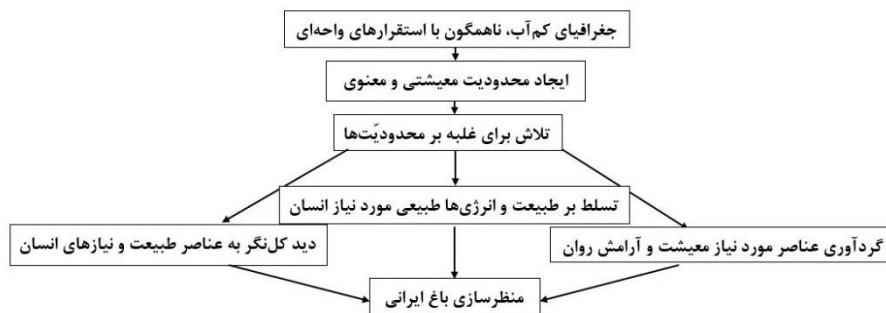 جغرافیای کم‌آب، ناهمگون با استقرارهای واحه‌ای
ایجاد محدودیت معیشتی و معنوی
تلاش برای غلبه بر محدودیّت‌ها
تسلط بر طبیعت و انرژی‌ها طبیعی مورد نیاز انسان
گردآوری عناصر مورد نیاز معیشت و آرامش روان
دید کل‌نگر به عناصر طبیعت و نیازهای انسان
منظرسازی باغ ایرانی